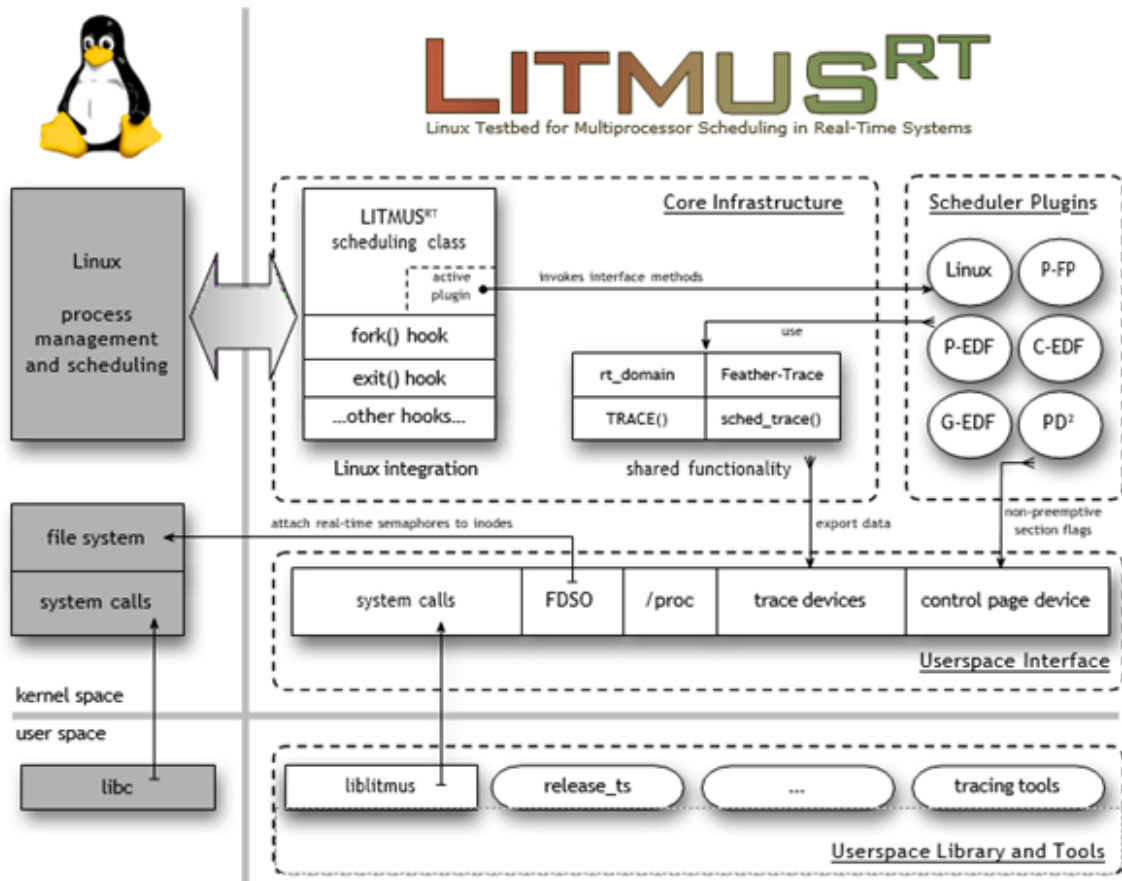 LITMUS^RT
Linux Testbed for Multiprocessor Scheduling in Real-Time Systems
Linux
process
management
and scheduling
LITMUS^RT
scheduling class
active
plugin
fork() hook
exit() hook
...other hooks...
Linux integration
Core Infrastructure
invokes interface methods
use
rt_domain
Feather-Trace
TRACE()
sched_trace()
shared functionality
Scheduler Plugins
Linux
P-FP
P-EDF
C-EDF
G-EDF
PD²
file system
system calls
attach real-time semaphores to inodes
export data
non-preemptive
section flags
system calls
FDSO
/proc
trace devices
control page device
Userspace Interface
kernel space
user space
libc
liblitmus
release_ts
...
tracing tools
Userspace Library and Tools